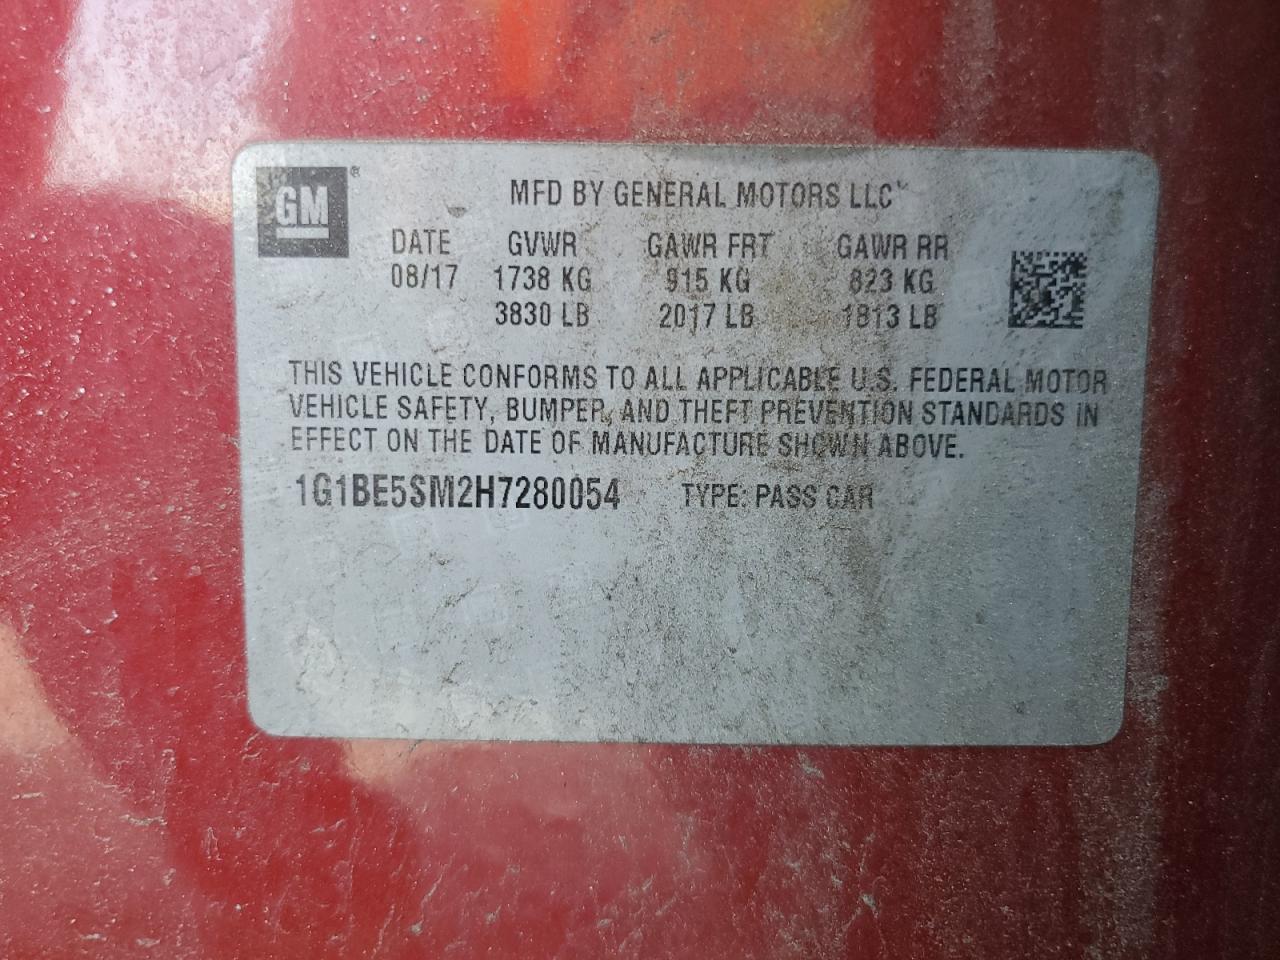 GM®
MFD BY GENERAL MOTORS LLC
DATE GVWR GAWR FRT GAWR RR
08/17 1738 KG 915 KG 823 KG
3830 LB 2017 LB 1813 LB
THIS VEHICLE CONFORMS TO ALL APPLICABLE U.S. FEDERAL MOTOR
VEHICLE SAFETY, BUMPER, AND THEFT PREVENTION STANDARDS IN
EFFECT ON THE DATE OF MANUFACTURE SHOWN ABOVE.
1G1BE5SM2H7280054 TYPE: PASS CAR